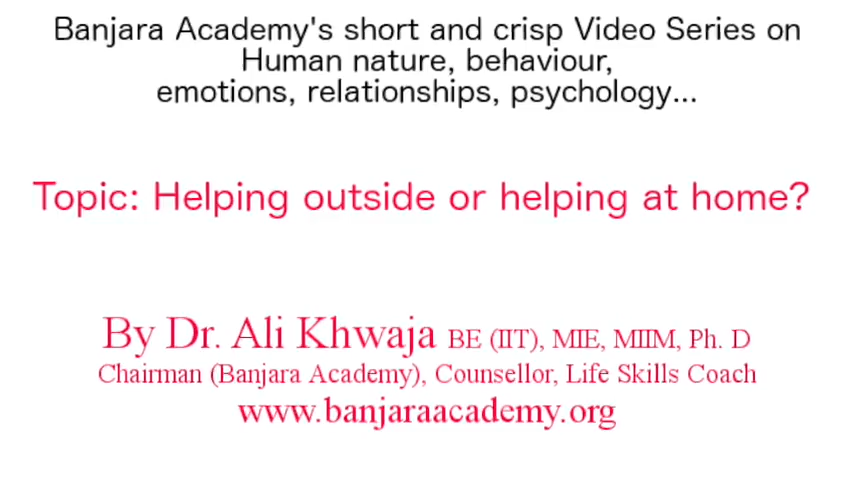 Banjara Academy's short and crisp Video Series on
Human nature, behaviour,
emotions, relationships, psychology...
Topic: Helping outside or helping at home?
By Dr. Ali Khwaja BE (IIT), MIE, MIIM, Ph. D
Chairman (Banjara Academy), Counsellor, Life Skills Coach
www.banjaraacademy.org